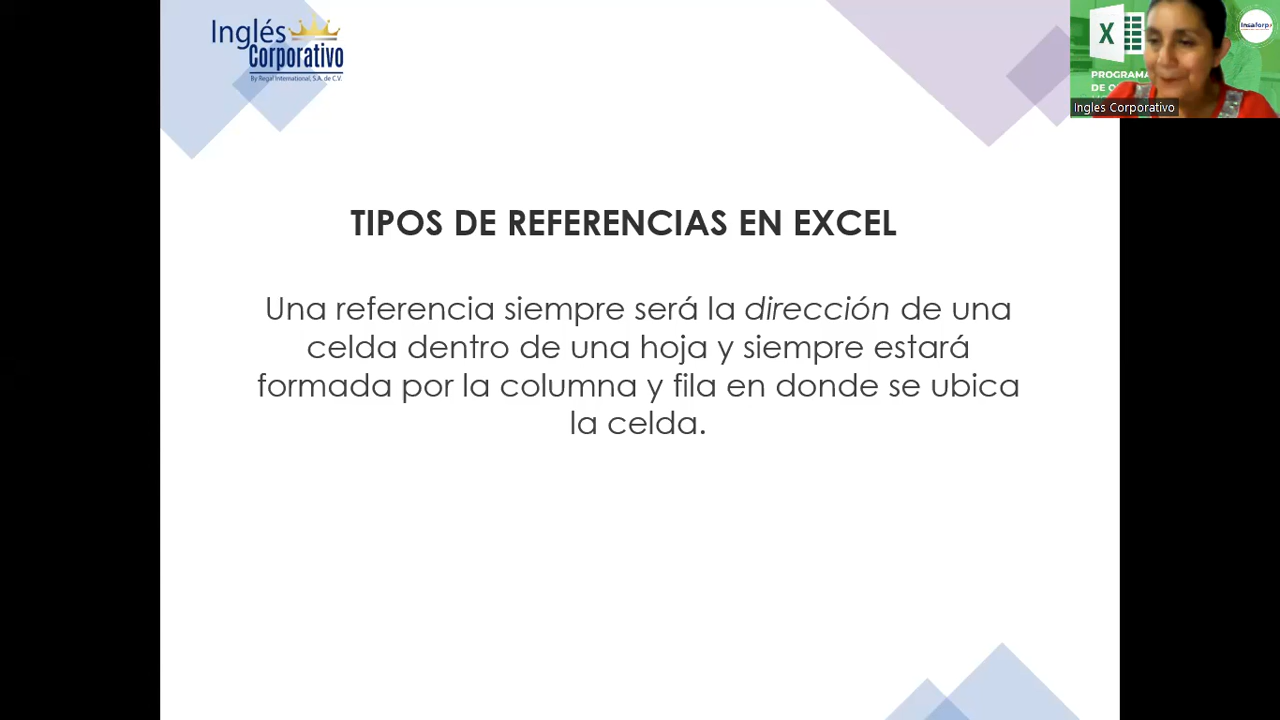 Inglés
Corporativo
By Regal International, S.A. de C.V.
TIPOS DE REFERENCIAS EN EXCEL
Una referencia siempre será la dirección de una
celda dentro de una hoja y siempre estará
formada por la columna y fila en donde se ubica
la celda.
X
Insaforp
PROGRAMA
DE
Ingles Corporativo